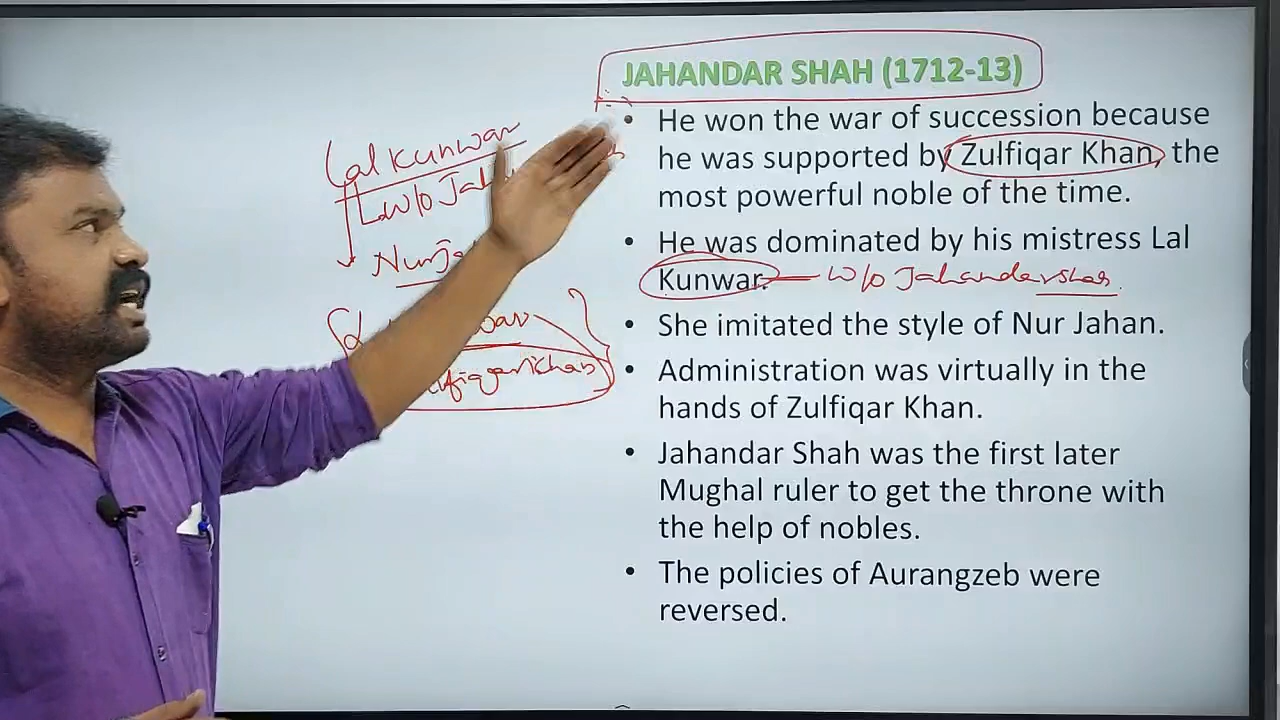 JAHANDAR SHAH (1712-13)
• He won the war of succession because
he was supported by Zulfiqar Khan, the
most powerful noble of the time.
• He was dominated by his mistress Lal
Kunwar. — w/o Jahandarshah
• She imitated the style of Nur Jahan.
• Administration was virtually in the
hands of Zulfiqar Khan.
• Jahandar Shah was the first later
Mughal ruler to get the throne with
the help of nobles.
• The policies of Aurangzeb were
reversed.
Lal Kunwar
w/o